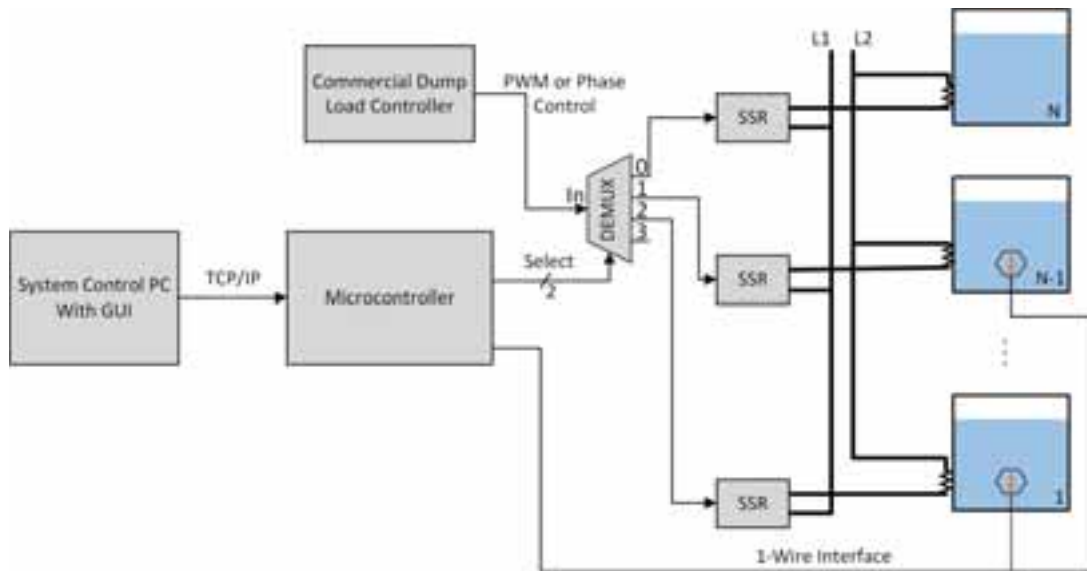 L1 L2
Commercial Dump
Load Controller
PWM or Phase
Control
SSR
N
In
DEMUX
0
1
2
3
System Control PC
With GUI
TCP/IP
Microcontroller
Select
2
SSR
N-1
SSR
1
1-Wire Interface